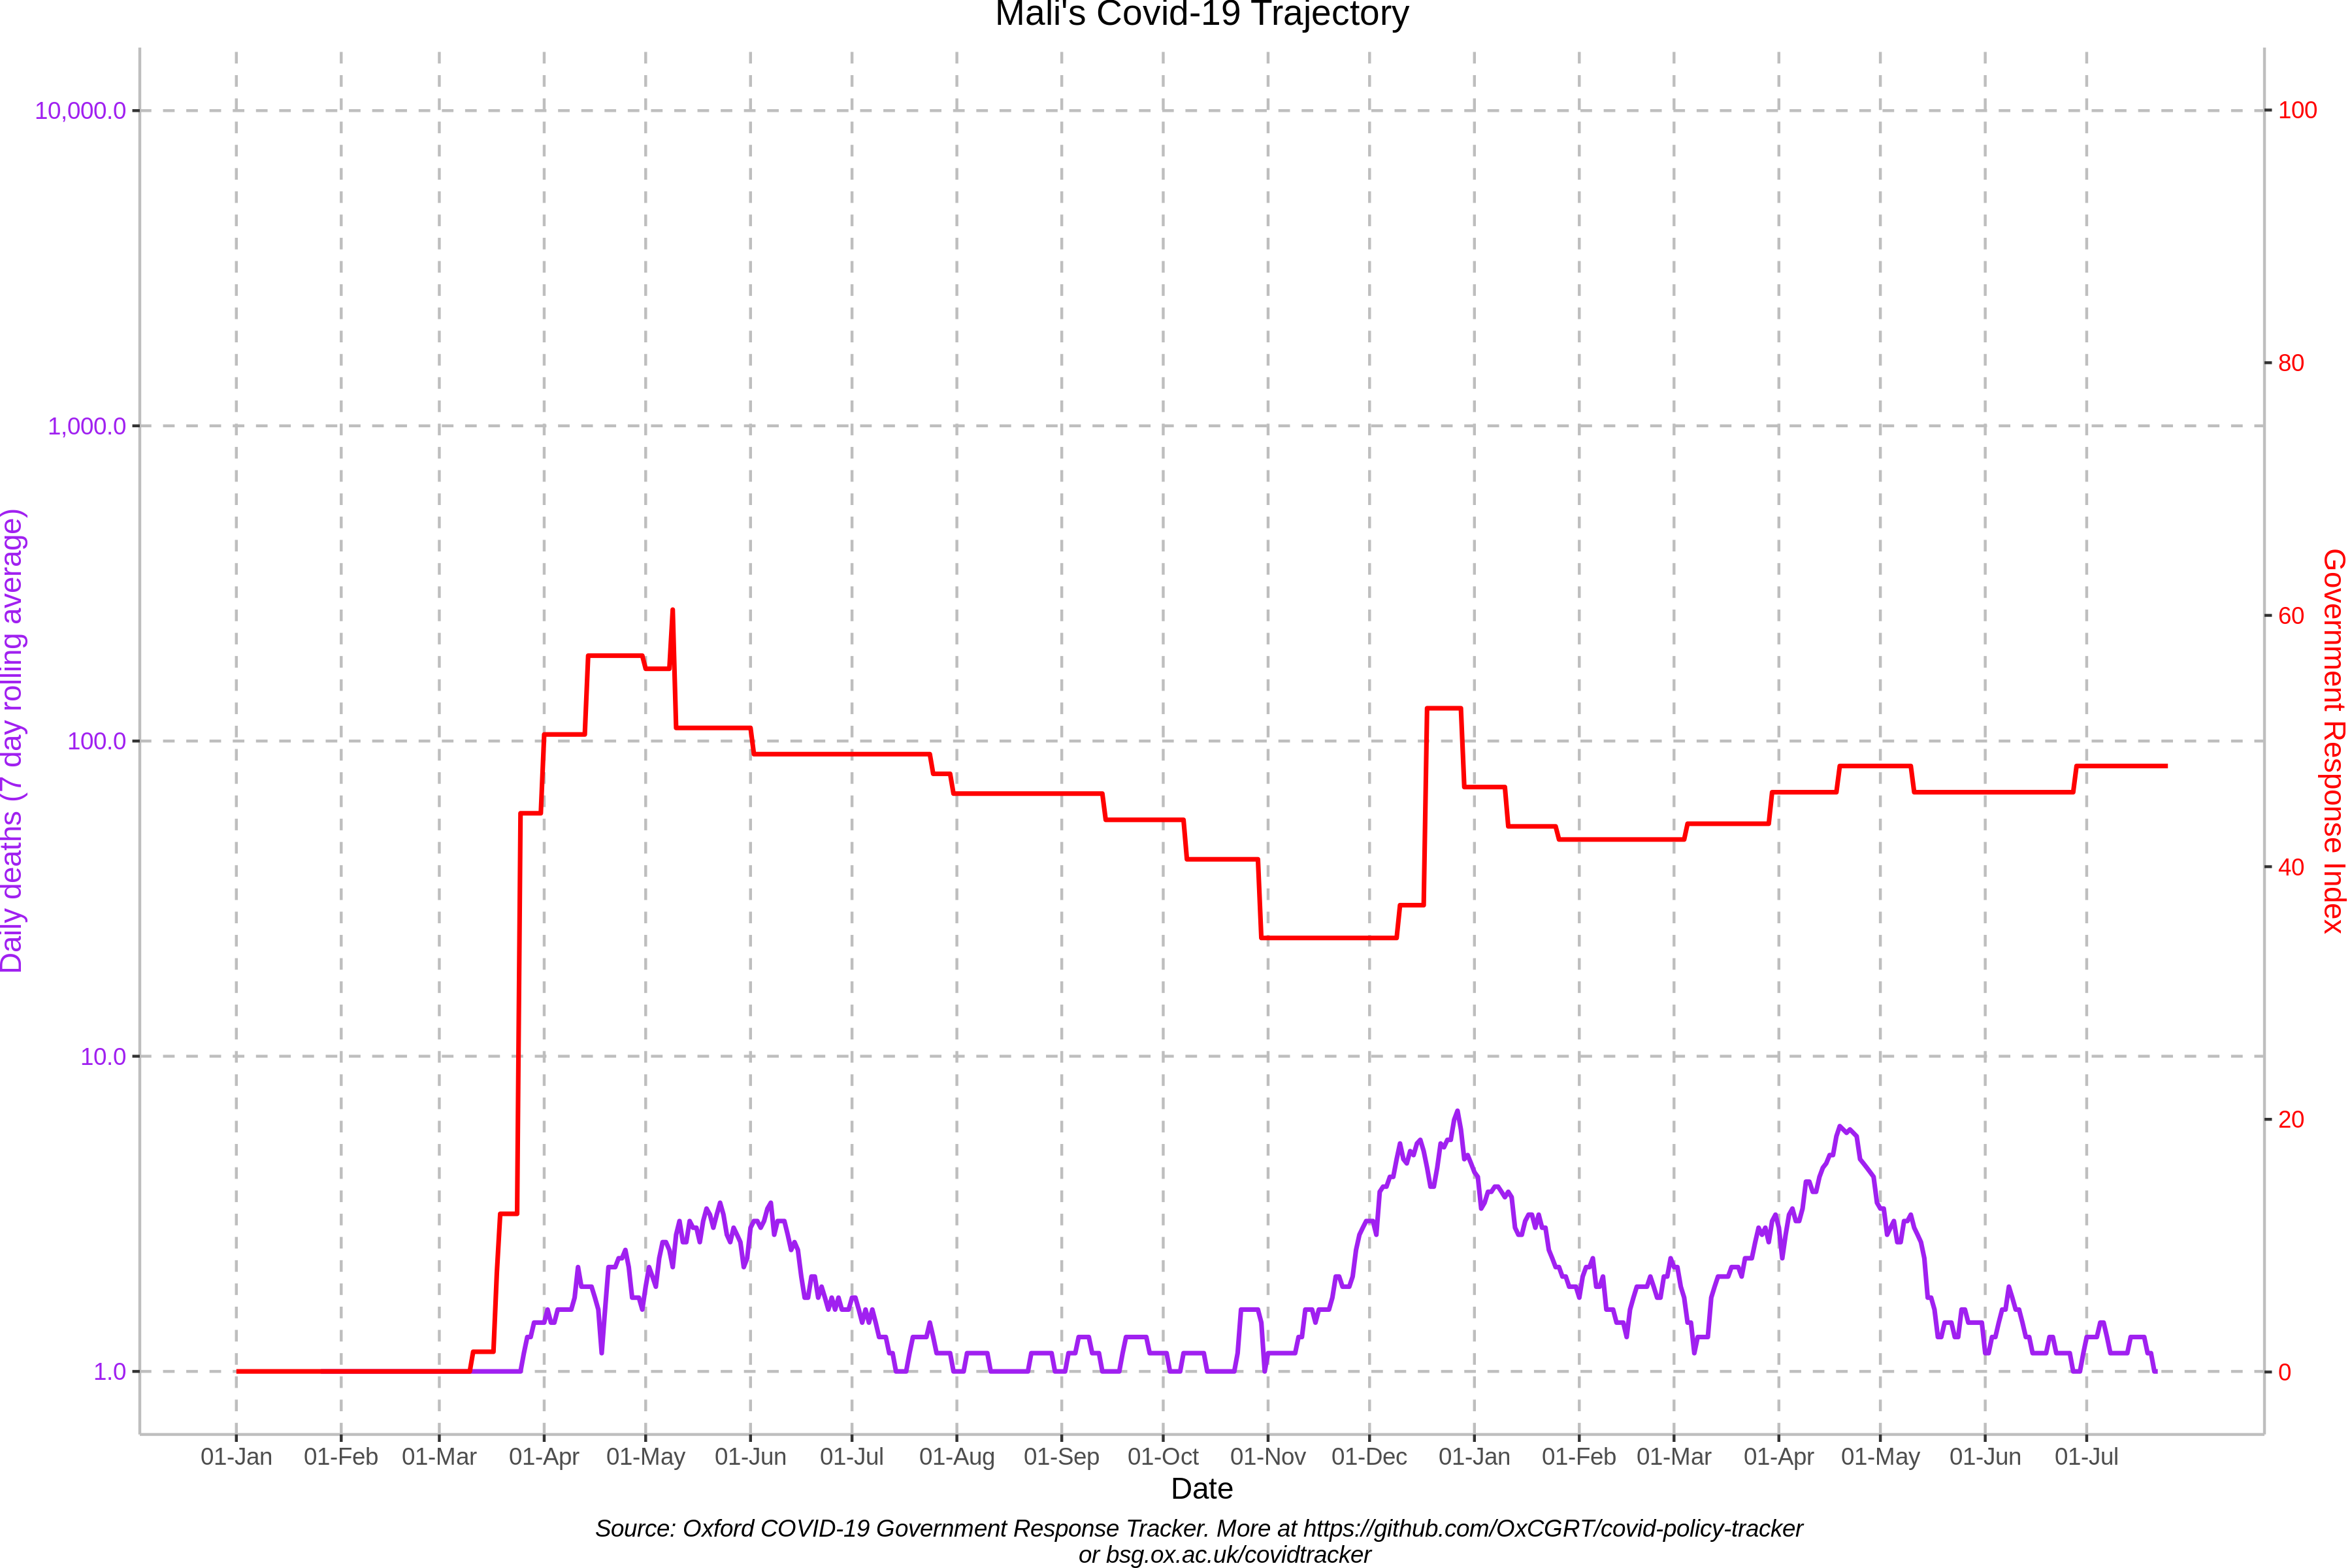 Mali's Covid-19 Trajectory
10,000.0
1,000.0
100.0
10.0
1.0
Daily deaths (7 day rolling average)
100
80
60
40
20
0
Government Response Index
01-Jan 01-Feb 01-Mar 01-Apr 01-May 01-Jun 01-Jul 01-Aug 01-Sep 01-Oct 01-Nov 01-Dec 01-Jan 01-Feb 01-Mar 01-Apr 01-May 01-Jun 01-Jul
Date
Source: Oxford COVID-19 Government Response Tracker. More at https://github.com/OxCGRT/covid-policy-tracker
or bsg.ox.ac.uk/covidtracker